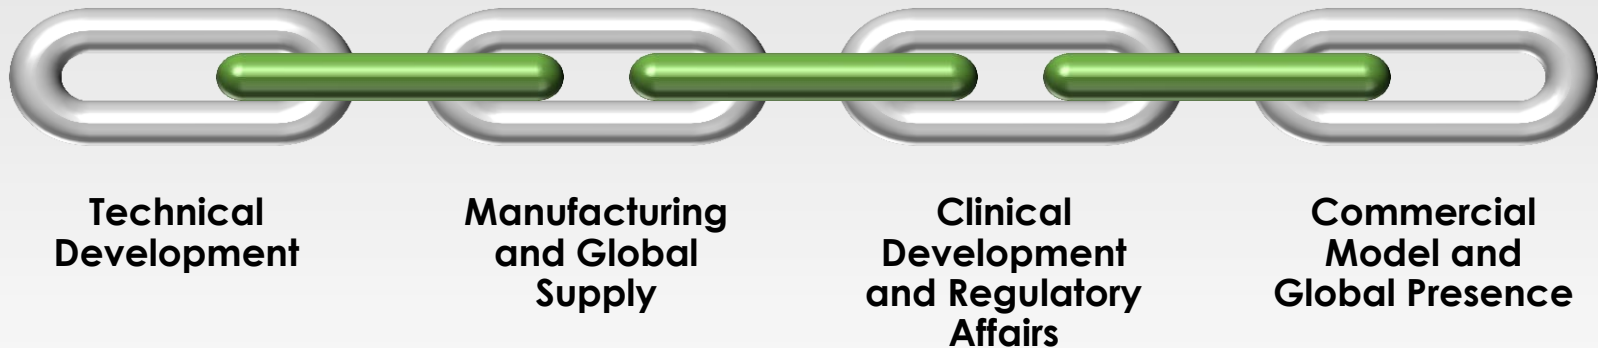 Technical
Development
Manufacturing
and Global
Supply
Clinical
Development
and Regulatory
Affairs
Commercial
Model and
Global Presence